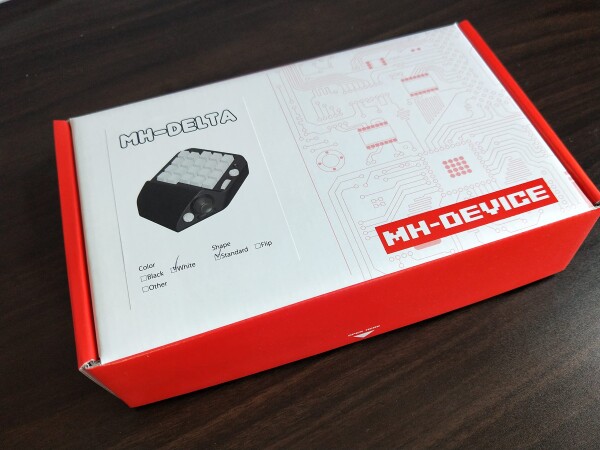 MH-DELTA
Color
☐Black ☑White
☐Other
Shape
☑Standard ☐Flip
MH-DEVICE